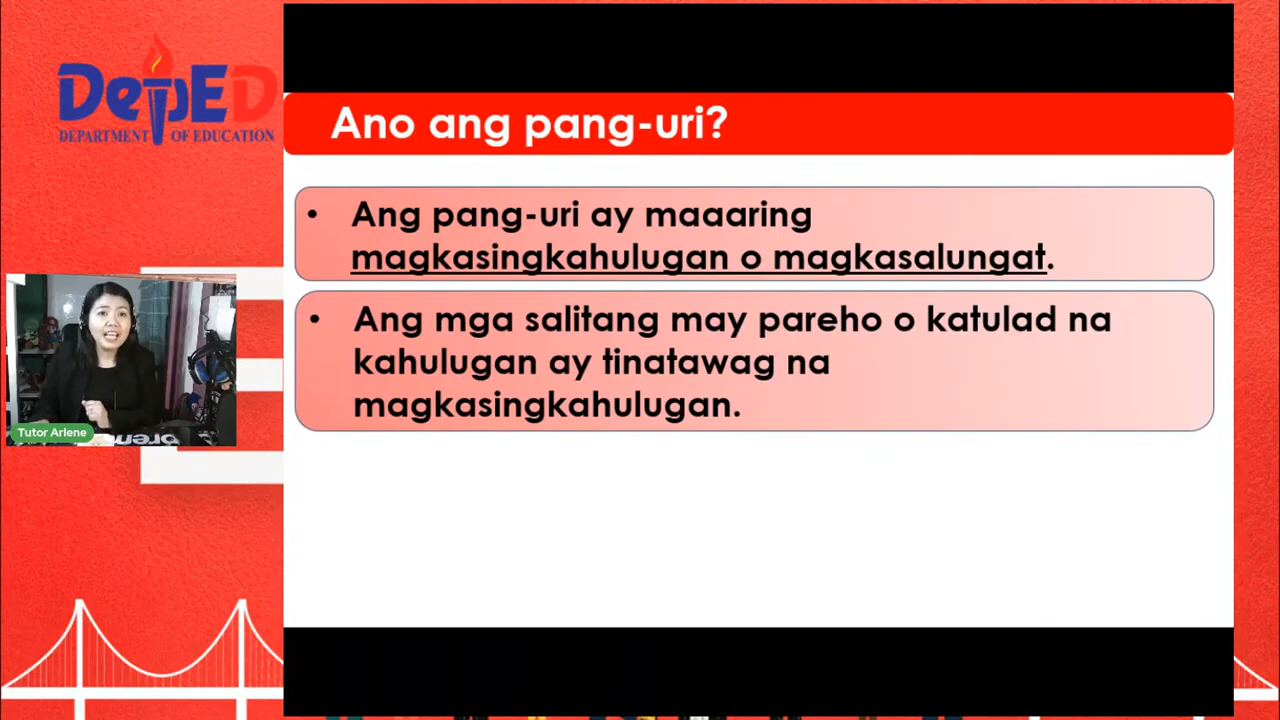 DepED
DEPARTMENT OF EDUCATION
Ano ang pang-uri?
• Ang pang-uri ay maaaring
magkasingkahulugan o magkasalungat.
• Ang mga salitang may pareho o katulad na
kahulugan ay tinatawag na
magkasingkahulugan.
Tutor Arlene